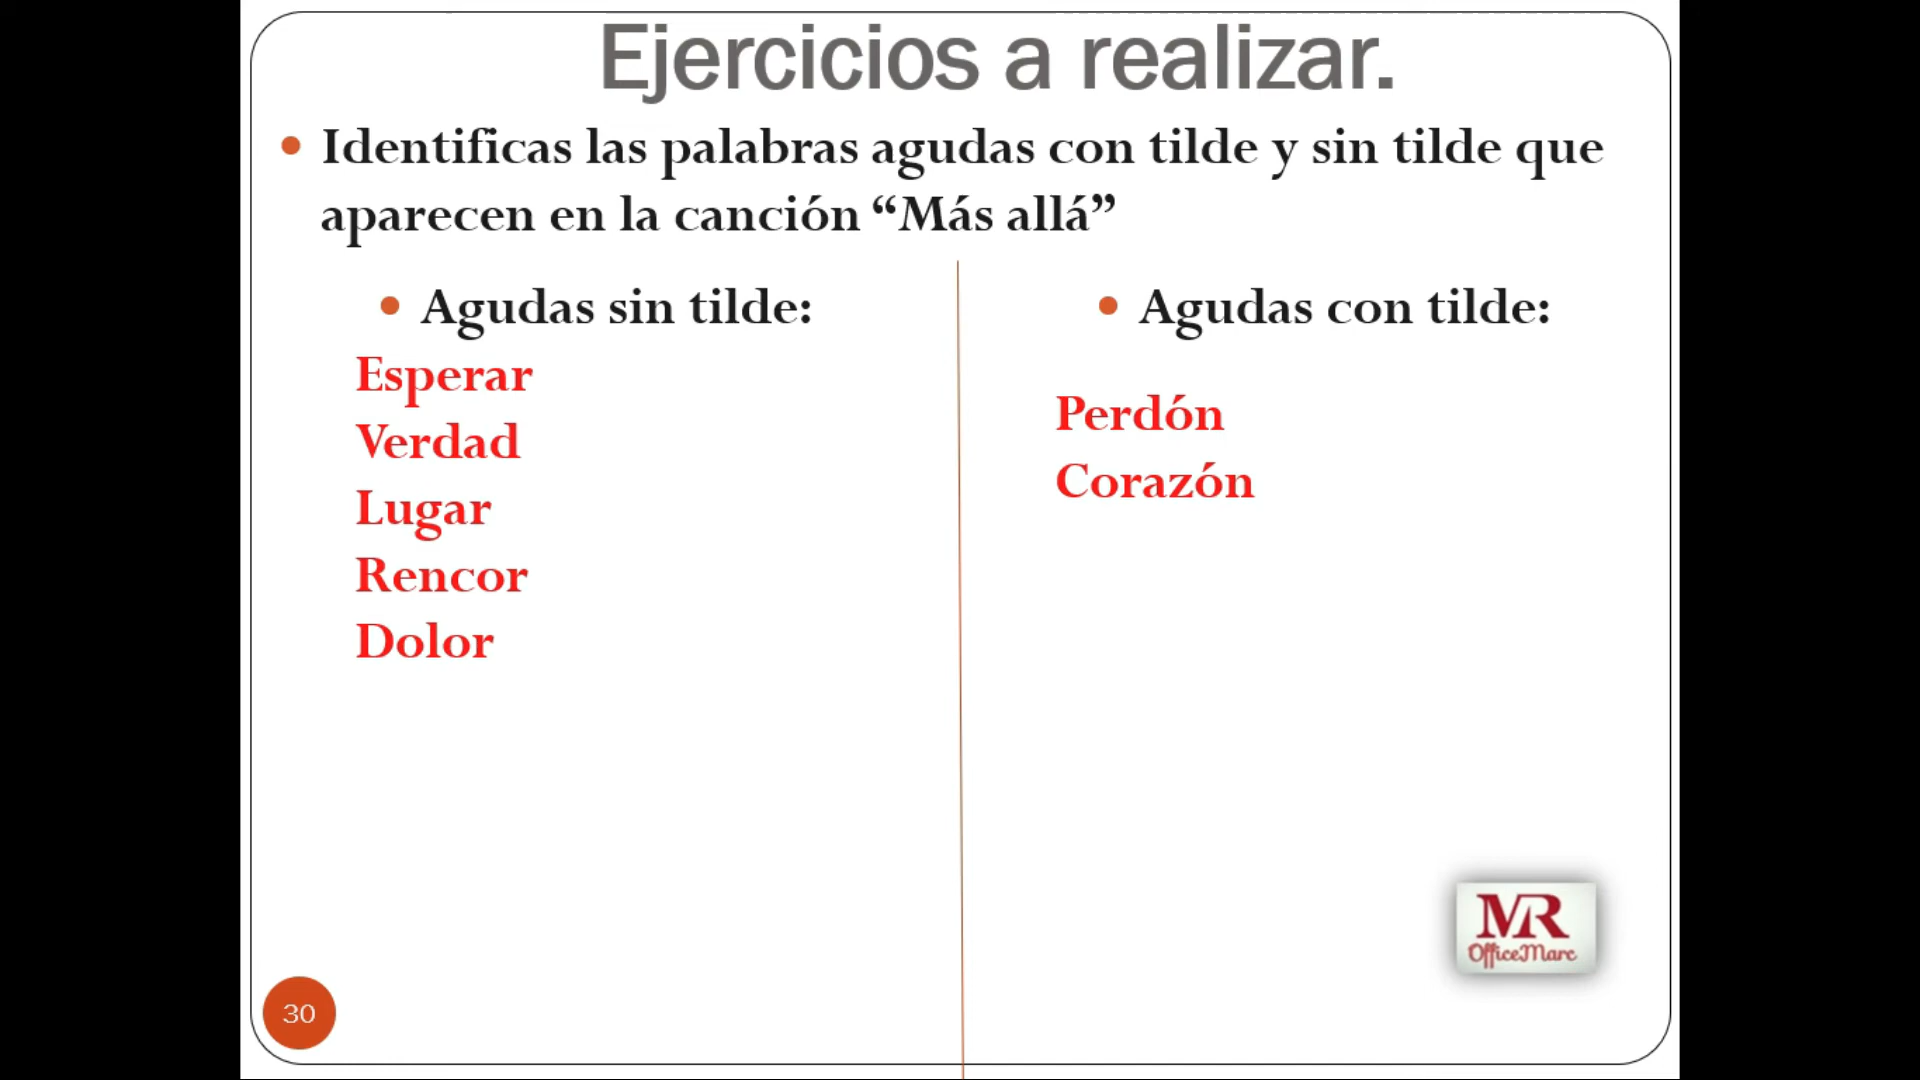 Ejercicios a realizar.
• Identificas las palabras agudas con tilde y sin tilde que
aparecen en la canción “Más allá”
• Agudas sin tilde:
Esperar
Verdad
Lugar
Rencor
Dolor
• Agudas con tilde:
Perdón
Corazón
MR
OfficeMarc
30